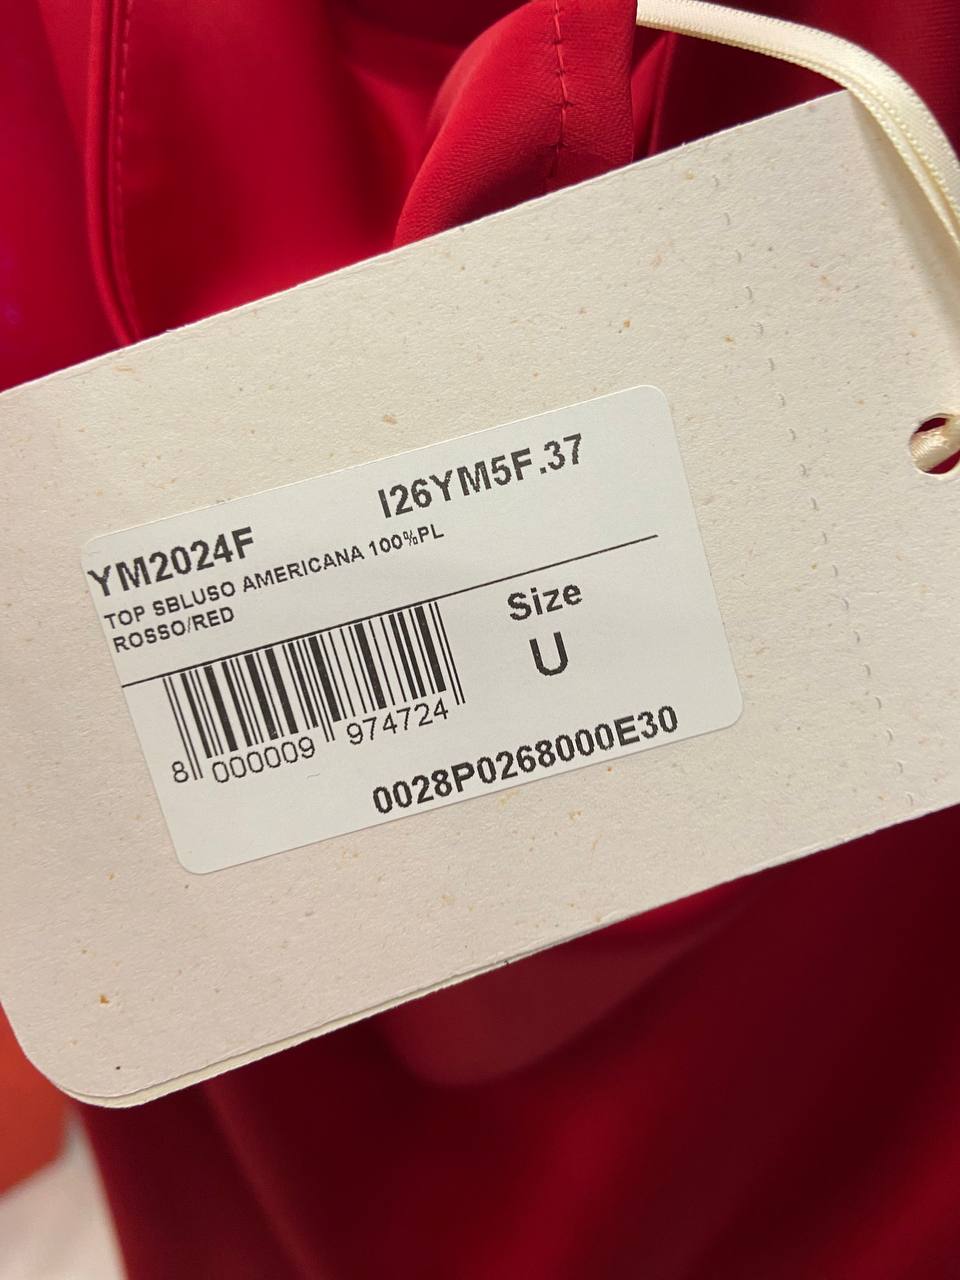 YM2024F I26YM5F.37
TOP SBLUSO AMERICANA 100%PL
ROSSO/RED
Size
U
8 000009 974724
0028P0268000E30